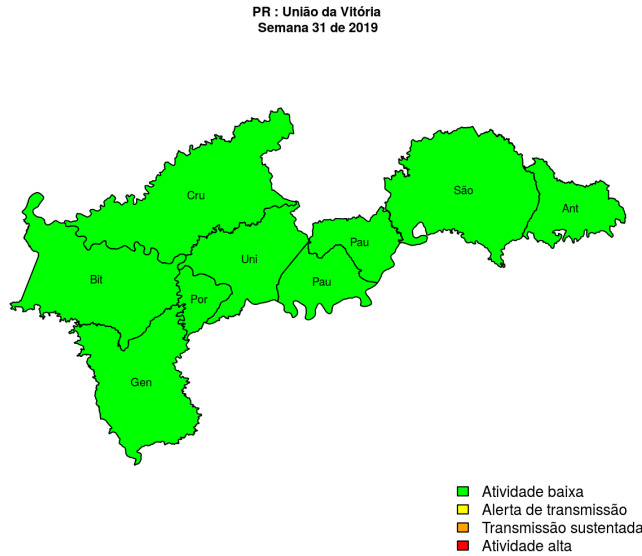 PR : União da Vitória
Semana 31 de 2019
Cru
São
Ant
Pau
Uni
Bit
Pau
Por
Gen
Atividade baixa
Alerta de transmissão
Transmissão sustentada
Atividade alta